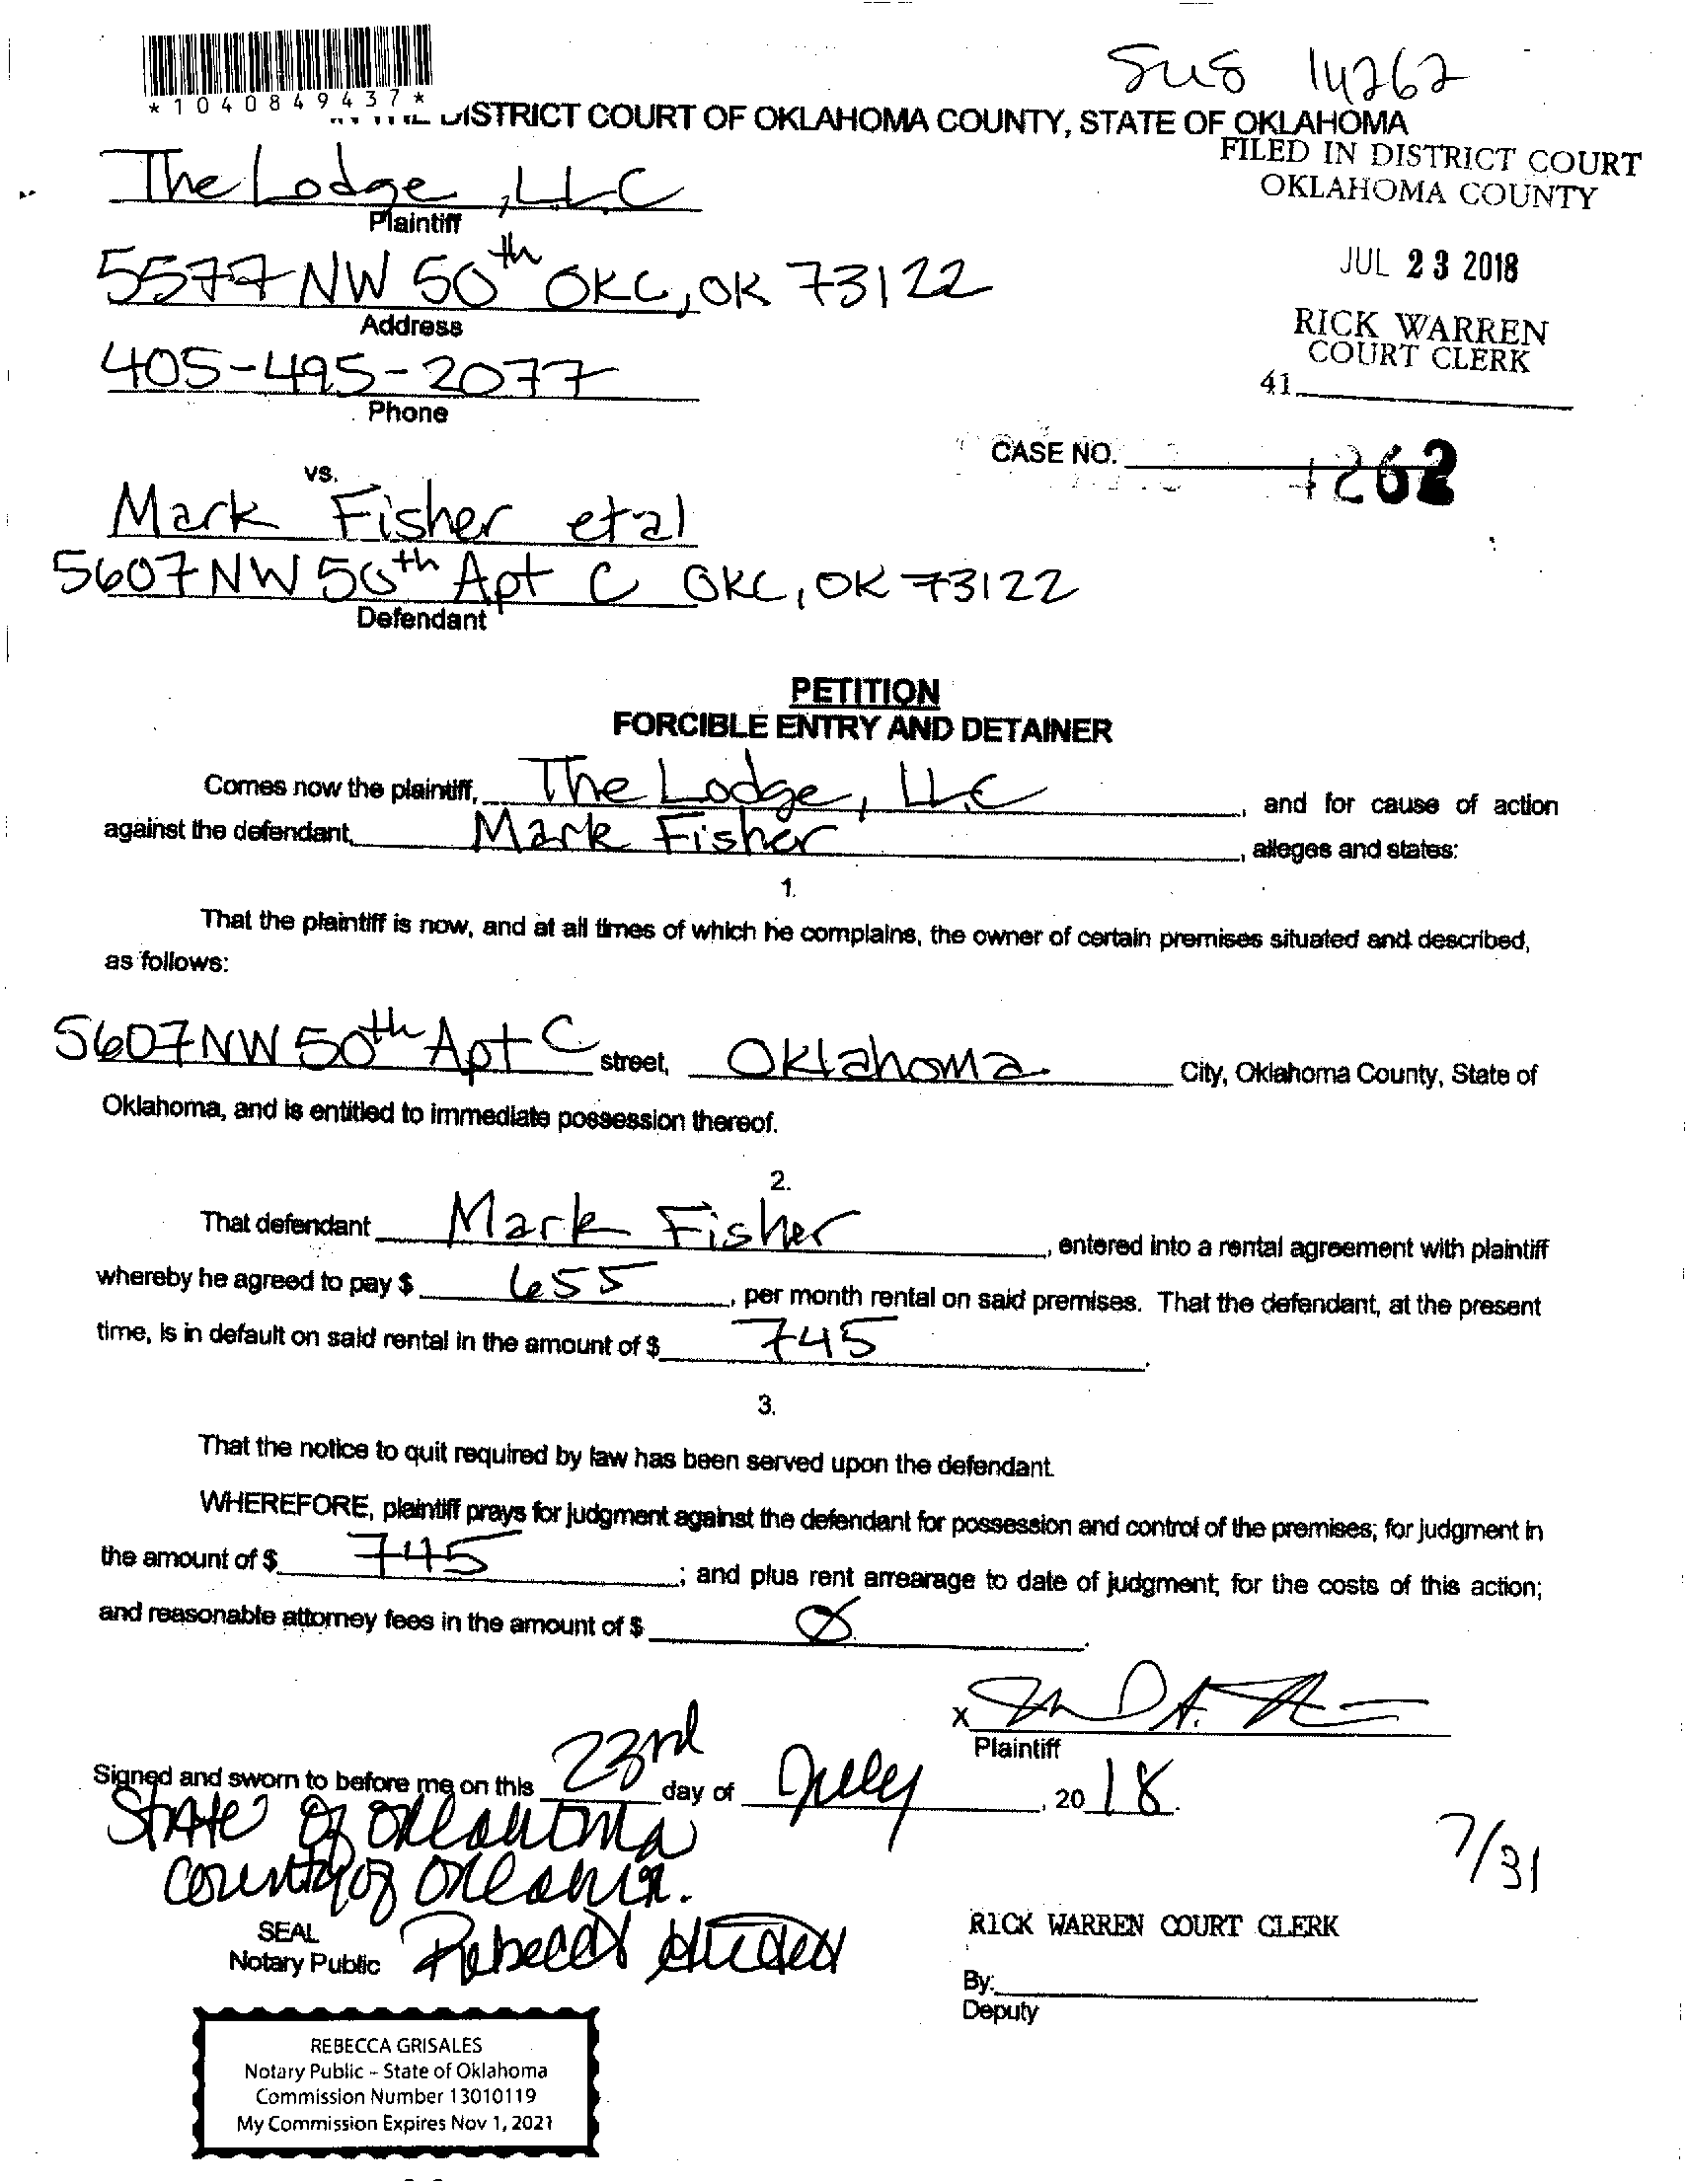 SUS 14262
*1040849437*
DISTRICT COURT OF OKLAHOMA COUNTY, STATE OF OKLAHOMA
FILED IN DISTRICT COURT
OKLAHOMA COUNTY
The Lodge, LLC
Plaintiff
JUL 23 2018
5577 NW 50th OKC, OK 73122
Address
RICK WARREN
COURT CLERK
405-495-2077
Phone
41
CASE NO. 4262
vs.
Mark Fisher etal
5607 NW 50th Apt C OKC, OK 73122
Defendant
PETITION
FORCIBLE ENTRY AND DETAINER
Comes now the plaintiff, The Lodge, LLC, and for cause of action
against the defendant, Mark Fisher, alleges and states:
1.
That the plaintiff is now, and at all times of which he complains, the owner of certain premises situated and described,
as follows:
5607 NW 50th Apt C street, Oklahoma City, Oklahoma County, State of
Oklahoma, and is entitled to immediate possession thereof.
2.
That defendant Mark Fisher, entered into a rental agreement with plaintiff
whereby he agreed to pay $ 655, per month rental on said premises. That the defendant, at the present
time, is in default on said rental in the amount of $ 745.
3.
That the notice to quit required by law has been served upon the defendant.
WHEREFORE, plaintiff prays for judgment against the defendant for possession and control of the premises; for judgment in
the amount of $ 745; and plus rent arrearage to date of judgment; for the costs of this action;
and reasonable attorney fees in the amount of $ Ø.
X
Plaintiff
Signed and sworn to before me on this 23rd day of July, 2018.
State of Oklahoma
County of Oklahoma.
7/31
SEAL
Notary Public Rebecca Grisales
RICK WARREN COURT CLERK
By:
Deputy
REBECCA GRISALES
Notary Public - State of Oklahoma
Commission Number 13010119
My Commission Expires Nov 1, 2021